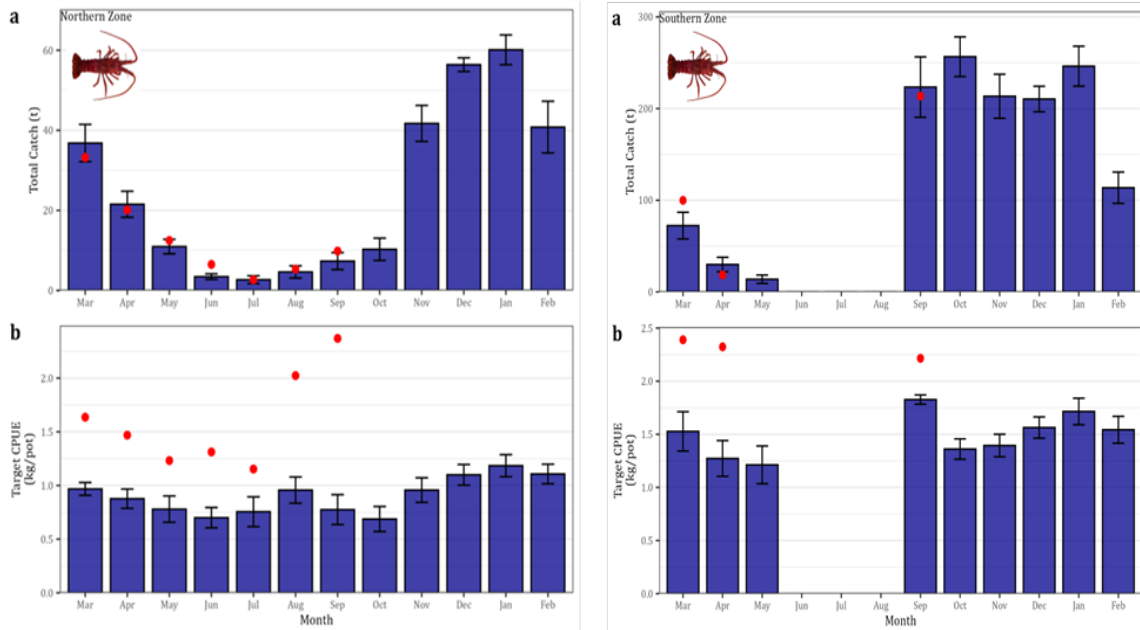 a
Northern Zone
60
40
20
0
Total Catch (t)
Mar Apr May Jun Jul Aug Sep Oct Nov Dec Jan Feb
b
2.0
1.5
1.0
0.5
0.0
Target CPUE
(kg/pot)
Mar Apr May Jun Jul Aug Sep Oct Nov Dec Jan Feb
Month
a
Southern Zone
300
200
100
0
Total Catch (t)
Mar Apr May Jun Jul Aug Sep Oct Nov Dec Jan Feb
b
2.5
2.0
1.5
1.0
0.5
0.0
Target CPUE
(kg/pot)
Mar Apr May Jun Jul Aug Sep Oct Nov Dec Jan Feb
Month